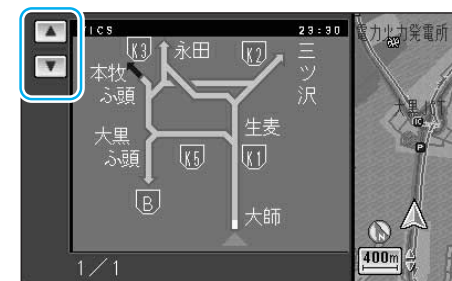 ICS 23:30
K3 永田 K2 三ツ沢
本牧ふ頭
大黒ふ頭
生麦
K5 K1
B
大師
1／1
電力火力発電所
大黒JCT
IC
P
N
400m